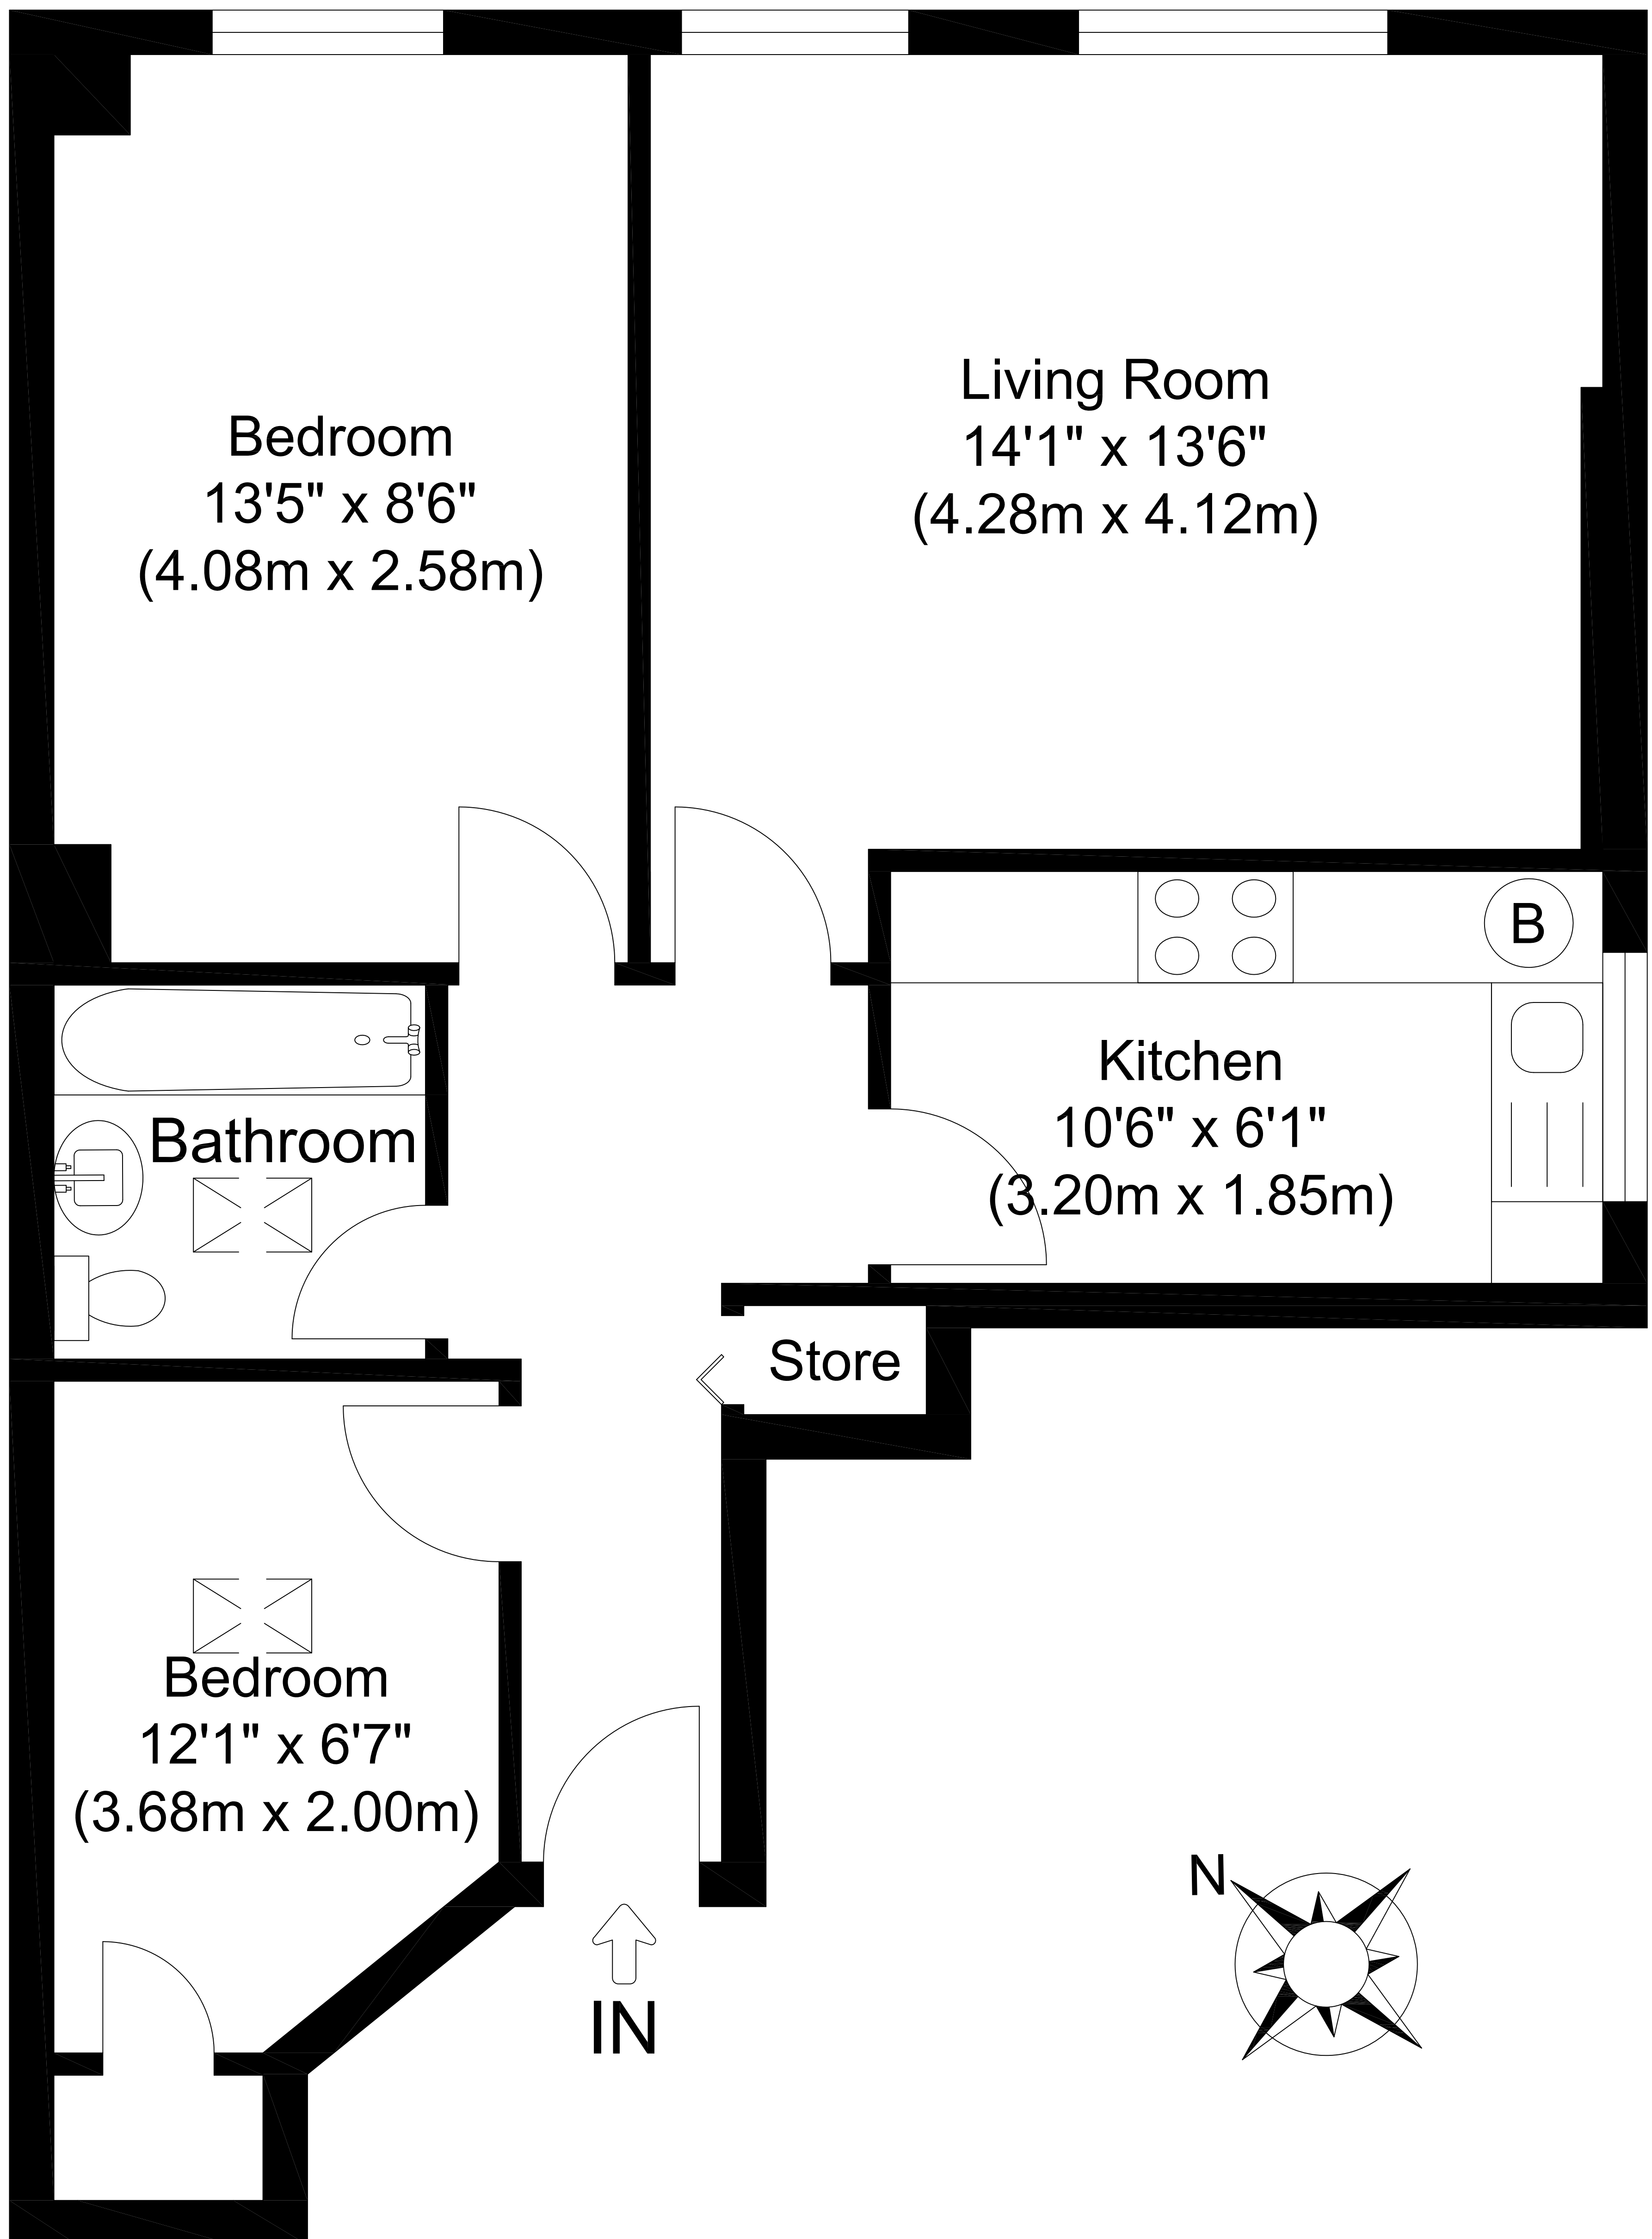 Living Room
14'1" x 13'6"
(4.28m x 4.12m)
Bedroom
13'5" x 8'6"
(4.08m x 2.58m)
B
Kitchen
10'6" x 6'1"
(3.20m x 1.85m)
Bathroom
Store
Bedroom
12'1" x 6'7"
(3.68m x 2.00m)
N
IN